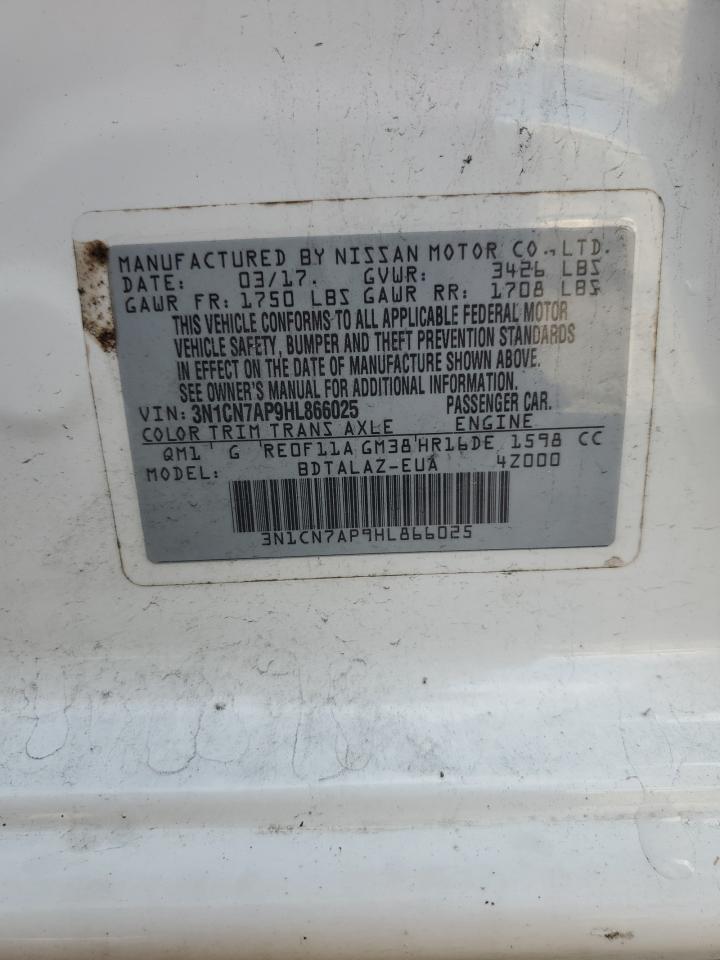 MANUFACTURED BY NISSAN MOTOR CO., LTD.
DATE: 03/17. GVWR: 3426 LBS
GAWR FR: 1750 LBS GAWR RR: 1708 LBS
THIS VEHICLE CONFORMS TO ALL APPLICABLE FEDERAL MOTOR
VEHICLE SAFETY, BUMPER AND THEFT PREVENTION STANDARDS
IN EFFECT ON THE DATE OF MANUFACTURE SHOWN ABOVE.
SEE OWNER'S MANUAL FOR ADDITIONAL INFORMATION.
VIN: 3N1CN7AP9HL866025 PASSENGER CAR.
COLOR TRIM TRANS AXLE ENGINE
QM1 G RE0F11A GM38 HR16DE 1598 CC
MODEL: BDTALAZ-EUA 4Z000
3N1CN7AP9HL866025